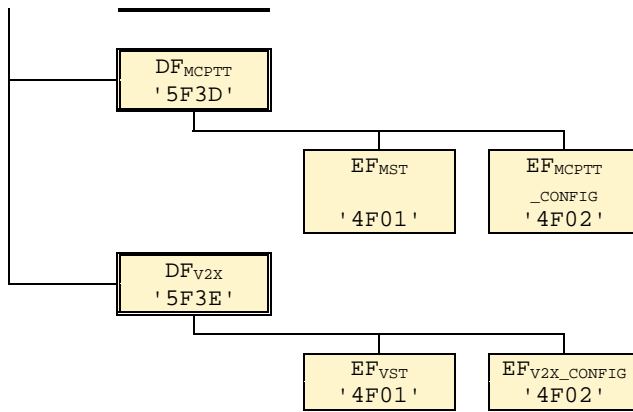 DFMCPTT
'5F3D'
EFMST
'4F01'
EFMCPTT
_CONFIG
'4F02'
DFV2X
'5F3E'
EFVST
'4F01'
EFV2X_CONFIG
'4F02'